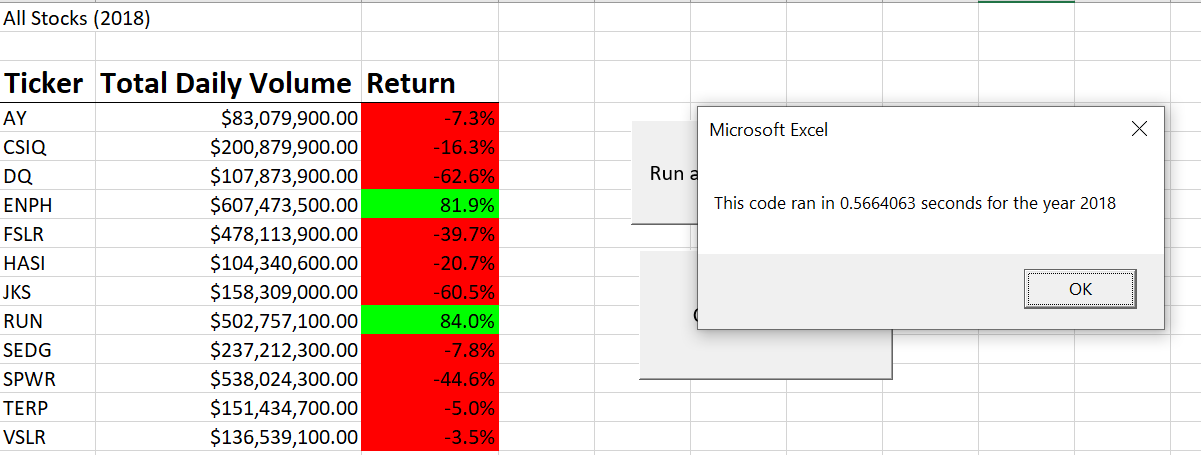 All Stocks (2018)
Ticker Total Daily Volume Return
AY $83,079,900.00 -7.3%
CSIQ $200,879,900.00 -16.3%
DQ $107,873,900.00 -62.6%
ENPH $607,473,500.00 81.9%
FSLR $478,113,900.00 -39.7%
HASI $104,340,600.00 -20.7%
JKS $158,309,000.00 -60.5%
RUN $502,757,100.00 84.0%
SEDG $237,212,300.00 -7.8%
SPWR $538,024,300.00 -44.6%
TERP $151,434,700.00 -5.0%
VSLR $136,539,100.00 -3.5%
Run
Microsoft Excel
This code ran in 0.5664063 seconds for the year 2018
OK